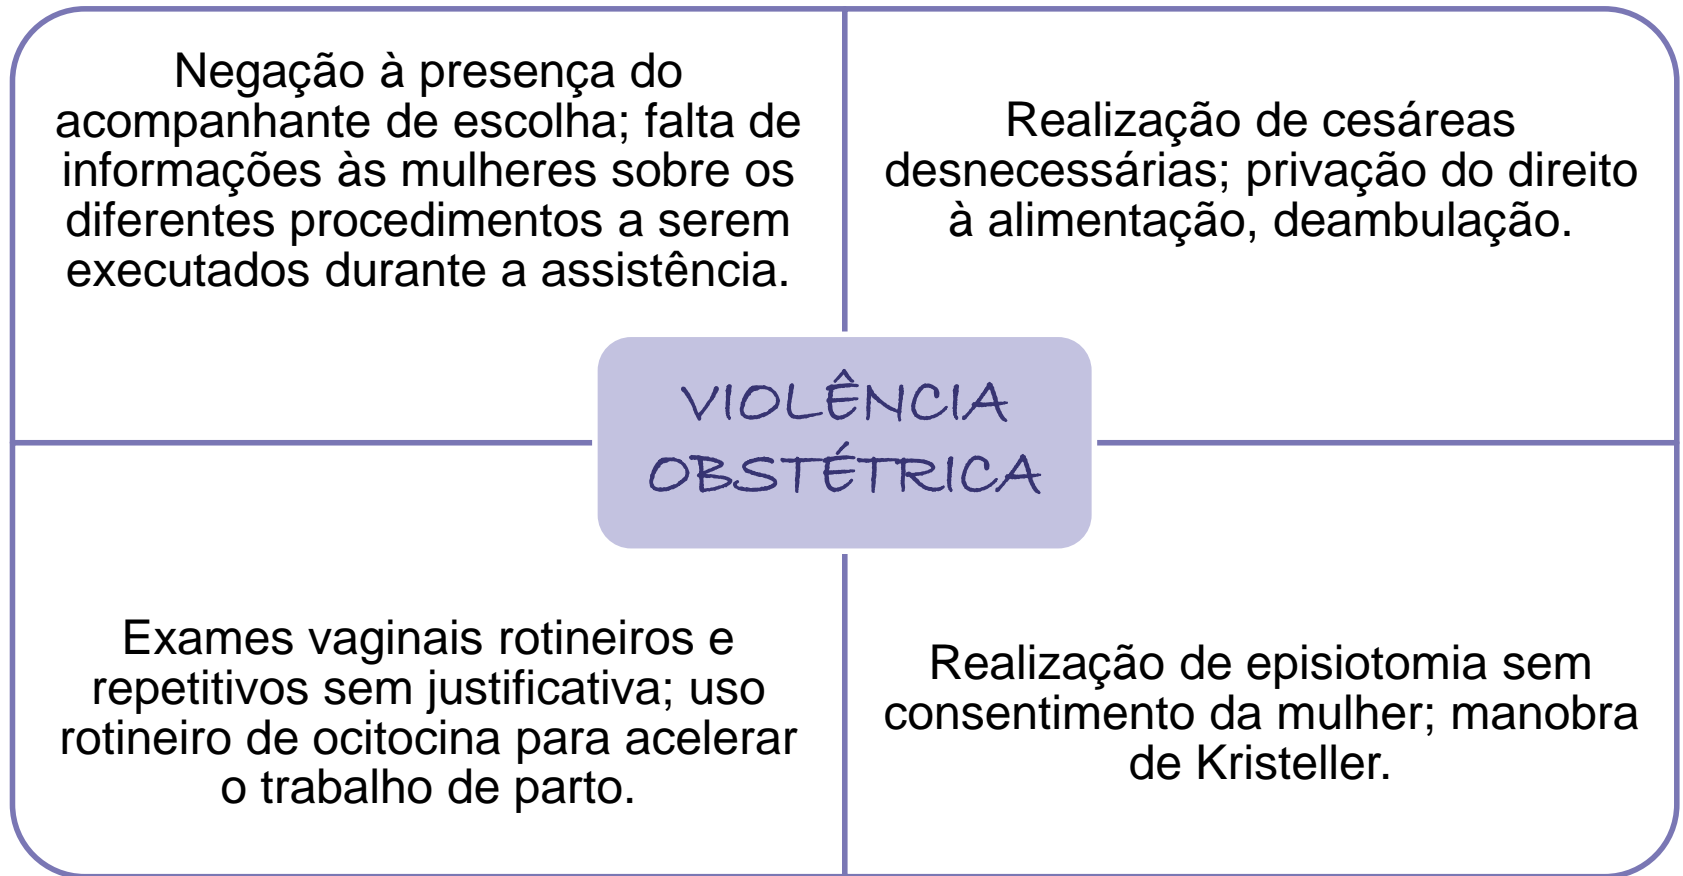 Negação à presença do
acompanhante de escolha; falta de
informações às mulheres sobre os
diferentes procedimentos a serem
executados durante a assistência.
Realização de cesáreas
desnecessárias; privação do direito
à alimentação, deambulação.
VIOLÊNCIA
OBSTÉTRICA
Exames vaginais rotineiros e
repetitivos sem justificativa; uso
rotineiro de ocitocina para acelerar
o trabalho de parto.
Realização de episiotomia sem
consentimento da mulher; manobra
de Kristeller.